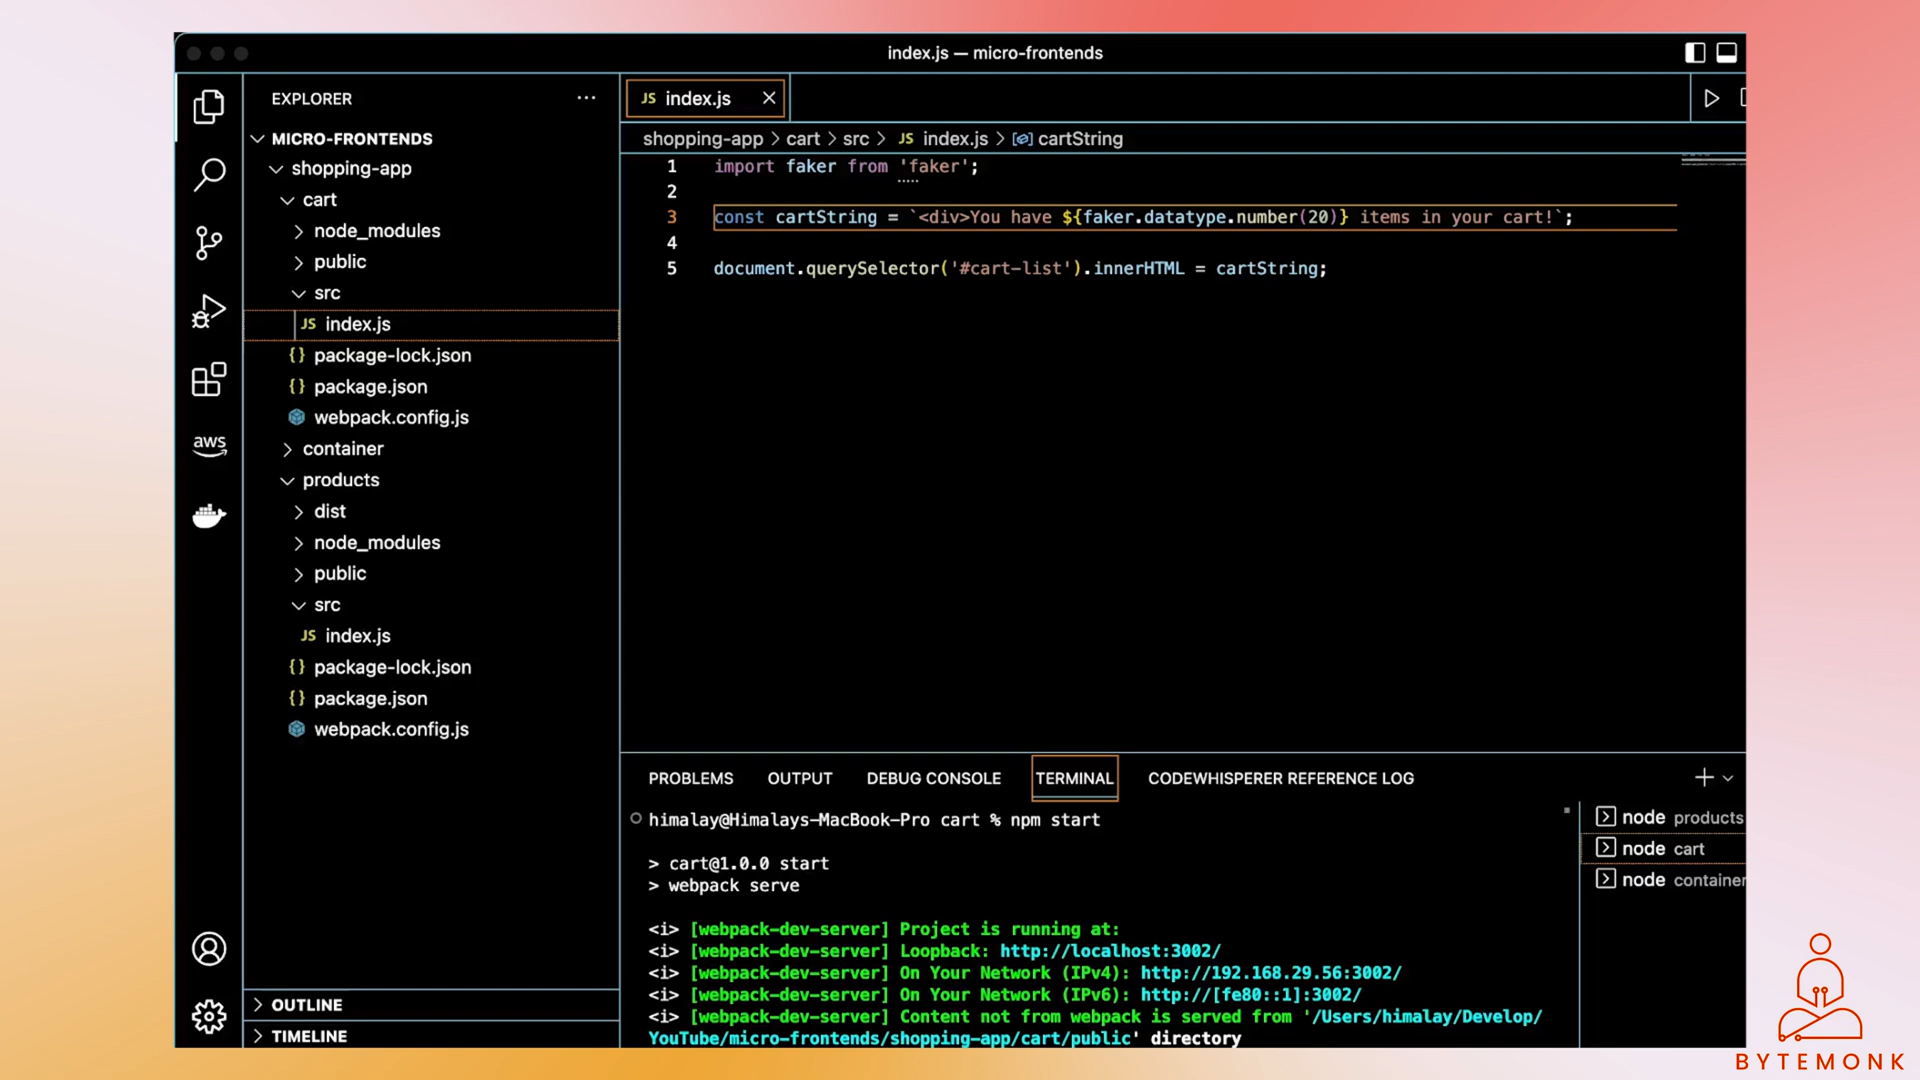 index.js — micro-frontends
EXPLORER
MICRO-FRONTENDS
shopping-app
cart
node_modules
public
src
JS index.js
{} package-lock.json
{} package.json
webpack.config.js
container
products
dist
node_modules
public
src
JS index.js
{} package-lock.json
{} package.json
webpack.config.js
OUTLINE
TIMELINE
aws
JS index.js
shopping-app > cart > src > JS index.js > cartString
1 import faker from 'faker';
2
3 const cartString = `<div>You have ${faker.datatype.number(20)} items in your cart!`;
4
5 document.querySelector('#cart-list').innerHTML = cartString;
PROBLEMS OUTPUT DEBUG CONSOLE TERMINAL CODEWHISPERER REFERENCE LOG
himalay@Himalays-MacBook-Pro cart % npm start
> cart@1.0.0 start
> webpack serve
<i> [webpack-dev-server] Project is running at:
<i> [webpack-dev-server] Loopback: http://localhost:3002/
<i> [webpack-dev-server] On Your Network (IPv4): http://192.168.29.56:3002/
<i> [webpack-dev-server] On Your Network (IPv6): http://[fe80::1]:3002/
<i> [webpack-dev-server] Content not from webpack is served from '/Users/himalay/Develop/
YouTube/micro-frontends/shopping-app/cart/public' directory
node products
node cart
node container
BYTEMONK